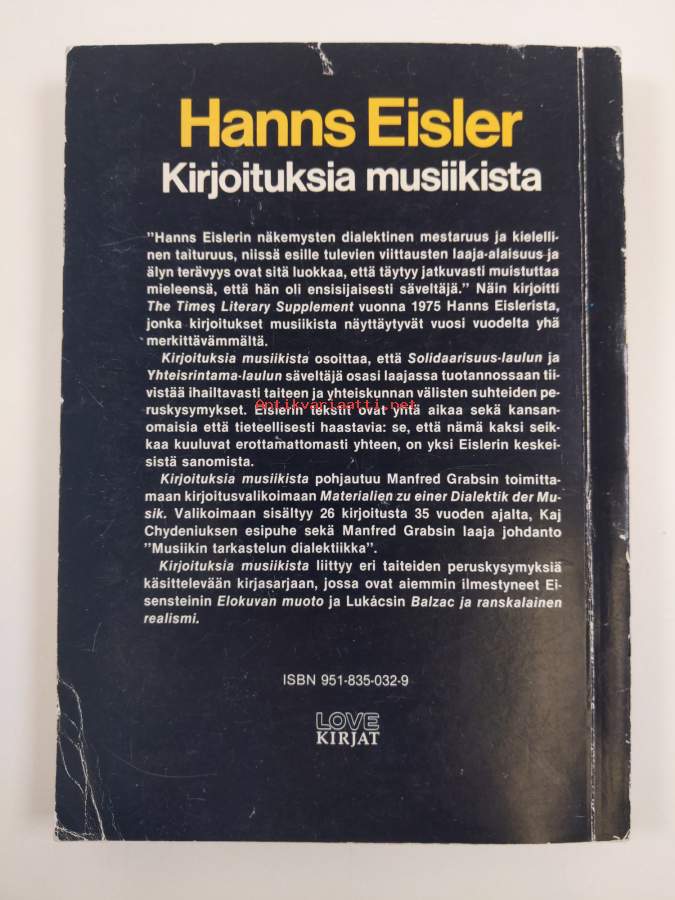 Hanns Eisler
Kirjoituksia musiikista
"Hanns Eislerin näkemysten dialektinen mestaruus ja kielelli-
nen taituruus, niissä esille tulevien viittausten laaja-alaisuus ja
älyn terävyys ovat sitä luokkaa, että täytyy jatkuvasti muistuttaa
mieleensä, että hän oli ensisijaisesti säveltäjä." Näin kirjoitti
The Times Literary Supplement vuonna 1975 Hanns Eislerista,
jonka kirjoitukset musiikista näyttäytyvät vuosi vuodelta yhä
merkittävämmältä.
Kirjoituksia musiikista osoittaa, että Solidaarisuus-laulun ja
Yhteisrintama-laulun säveltäjä osasi laajassa tuotannossaan tii-
vistää ihailtavasti taiteen ja yhteiskunnan välisten suhteiden pe-
ruskysymykset. Eislerin tekstit ovat yhtä aikaa sekä kansan-
Antikvariaatti.net
omaisia että tieteellisesti haastavia: se, että nämä kaksi seik-
kaa kuuluvat erottamattomasti yhteen, on yksi Eislerin keskei-
sistä sanomista.
Kirjoituksia musiikista pohjautuu Manfred Grabsin toimitta-
maan kirjoitusvalikoimaan Materialien zu einer Dialektik der Mu-
sik. Valikoimaan sisältyy 26 kirjoitusta 35 vuoden ajalta, Kaj
Chydeniuksen esipuhe sekä Manfred Grabsin laaja johdanto
"Musiikin tarkastelun dialektiikka".
Kirjoituksia musiikista liittyy eri taiteiden peruskysymyksiä
käsittelevään kirjasarjaan, jossa ovat aiemmin ilmestyneet Ei-
sensteinin Elokuvan muoto ja Lukácsin Balzac ja ranskalainen
realismi.
ISBN 951-835-032-9
LOVE
KIRJAT